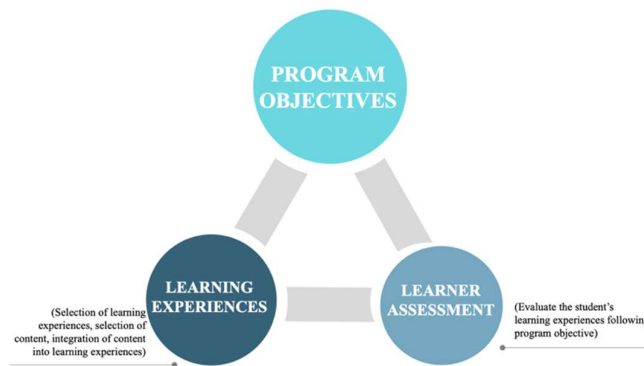 PROGRAM
OBJECTIVES
LEARNING
EXPERIENCES
(Selection of learning
experiences, selection of
content, integration of content
into learning experiences)
LEARNER
ASSESSMENT
(Evaluate the student's
learning experiences followin
program objective)